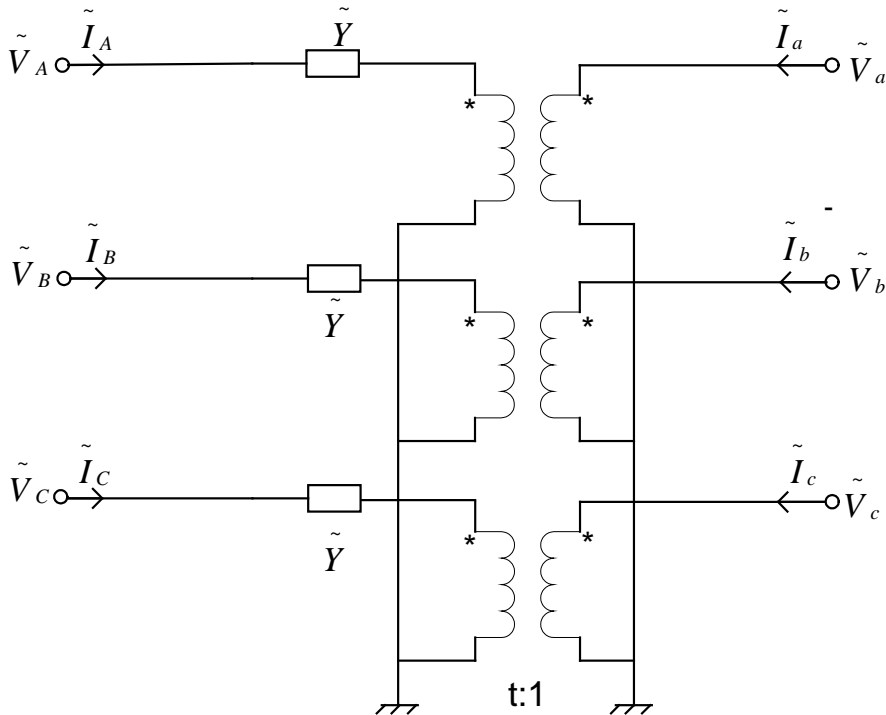 Ṽ_A Ĩ_A Ỹ Ĩ_a Ṽ_a
* *
-
Ṽ_B Ĩ_B Ỹ Ĩ_b Ṽ_b
* *
Ṽ_C Ĩ_C Ỹ Ĩ_c Ṽ_c
* *
t:1